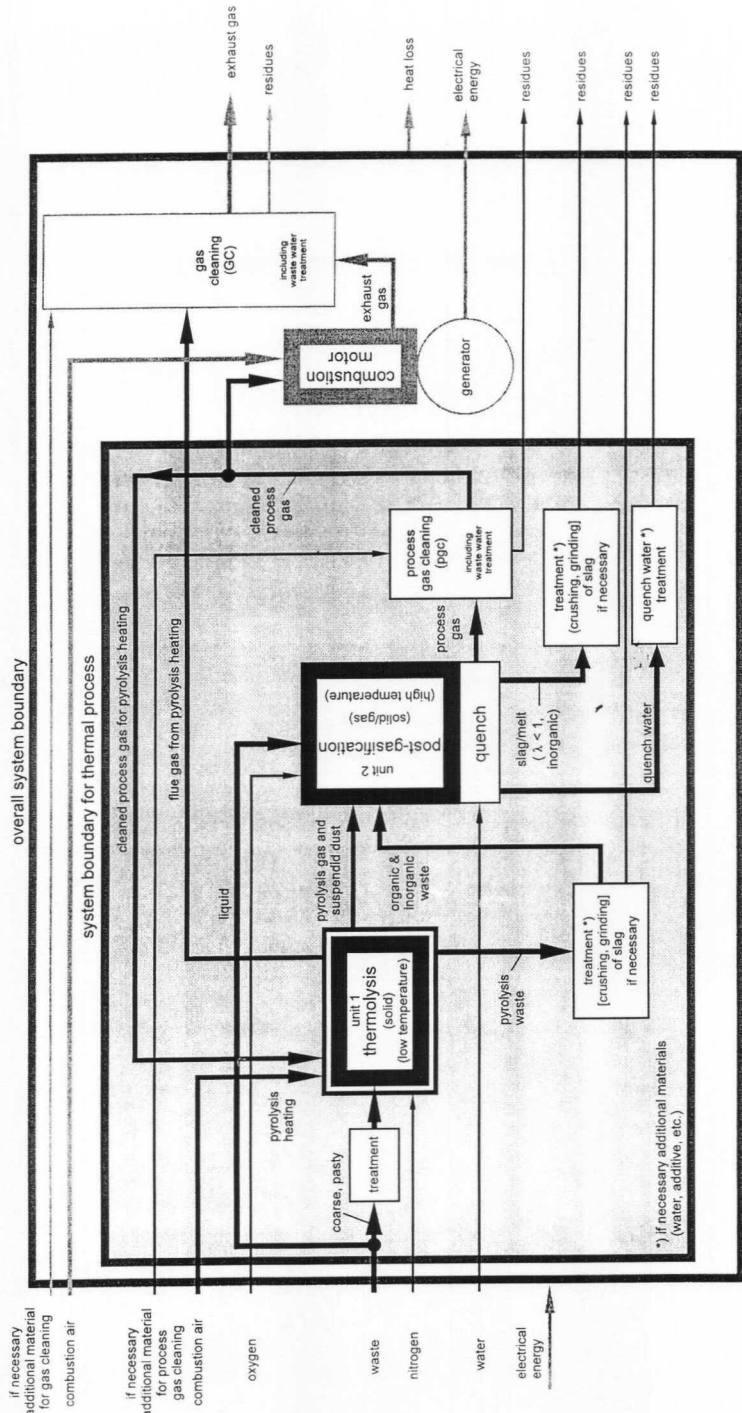 overall system boundary
system boundary for thermal process
if necessary
additional material
for gas cleaning
combustion air
if necessary
additional material
for process
gas cleaning
combustion air
oxygen
waste
nitrogen
water
electrical
energy
cleaned process gas for pyrolysis heating
flue gas from pyrolysis heating
liquid
pyrolysis
heating
coarse, pasty
treatment
unit 1
thermolysis
(solid)
(low temperature)
pyrolysis gas and
suspendid dust
organic &
inorganic
waste
pyrolysis
waste
treatment *)
[crushing, grinding]
of slag
if necessary
*) if necessary additional materials
(water, additive, etc.)
unit 2
post-gasification
(solid/gas)
(high temperature)
quench
process
gas
slag/melt
( λ < 1,
inorganic)
quench water
cleaned
process
gas
process
gas cleaning
(pgc)
including
waste water
treatment
treatment *)
(crushing, grinding]
of slag
if necessary
quench water *)
treatment
combustion
motor
generator
exhaust
gas
gas
cleaning
(GC)
including
waste water
treatment
exhaust gas
residues
heat loss
electrical
energy
residues
residues
residues
residues